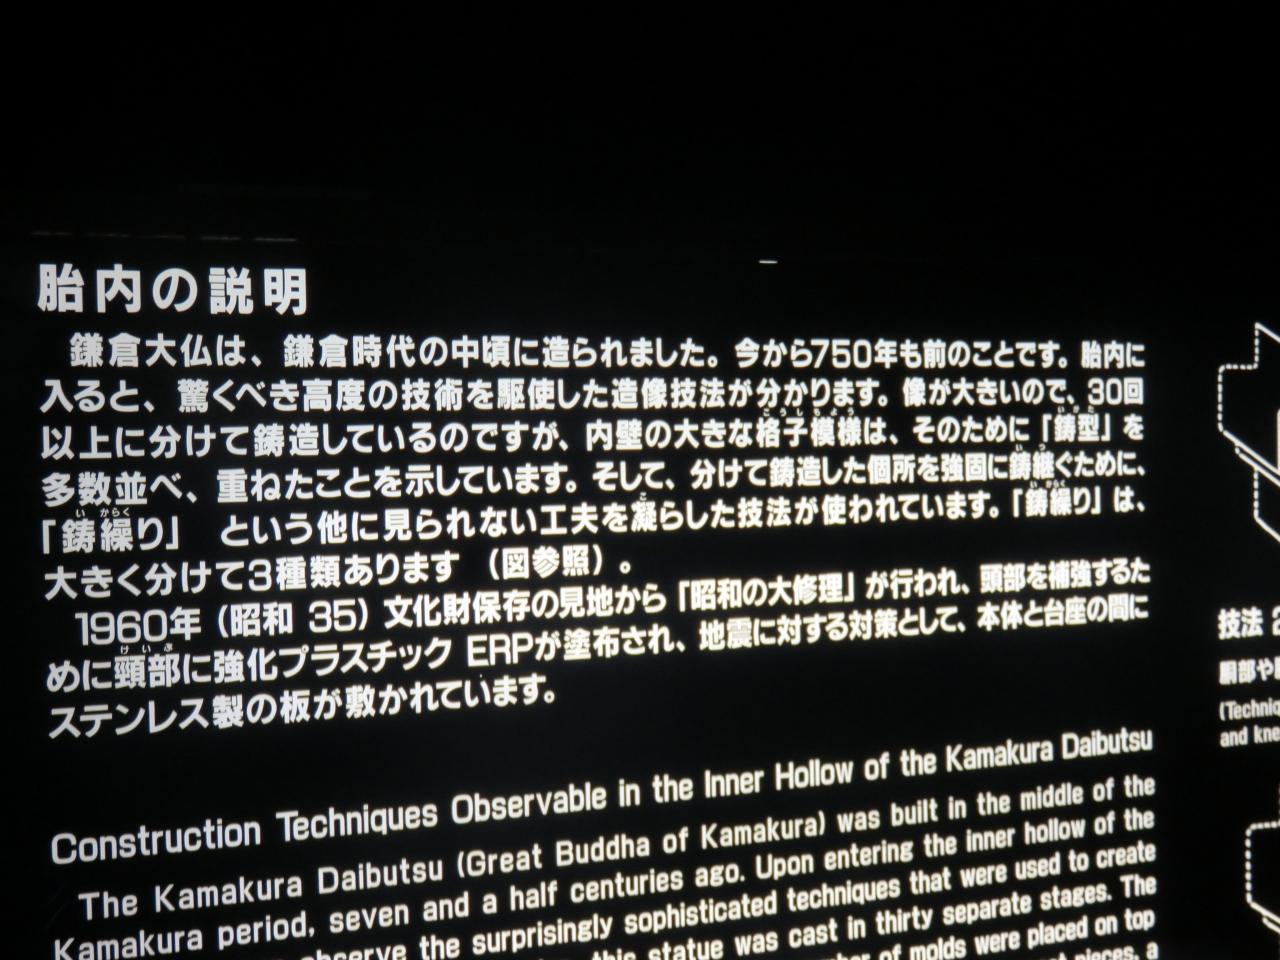 胎内の説明
鎌倉大仏は、鎌倉時代の中頃に造られました。今から750年も前のことです。胎内に
入ると、驚くべき高度の技術を駆使した造像技法が分かります。像が大きいので、30回
以上に分けて鋳造しているのですが、内壁の大きな格子模様は、そのために「鋳型」を
多数並べ、重ねたことを示しています。そして、分けて鋳造した個所を強固に鋳継ぐために、
「鋳繰り」 という他に見られない工夫を凝らした技法が使われています。「鋳繰り」は、
大きく分けて3種類あります （図参照）。
1960年（昭和 35）文化財保存の見地から「昭和の大修理」が行われ、頭部を補強するた
めに頸部に強化プラスチック ERPが塗布され、地震に対する対策として、本体と台座の間に
ステンレス製の板が敷かれています。
Construction Techniques Observable in the Inner Hollow of the Kamakura Daibutsu
The Kamakura Daibutsu (Great Buddha of Kamakura) was built in the middle of the
Kamakura period, seven and a half centuries ago. Upon entering the inner hollow of the
observe the surprisingly sophisticated techniques that were used to create
this statue was cast in thirty separate stages. The
of molds were placed on top
pieces, a
技法 2
胴部や
(Techniq
and kne